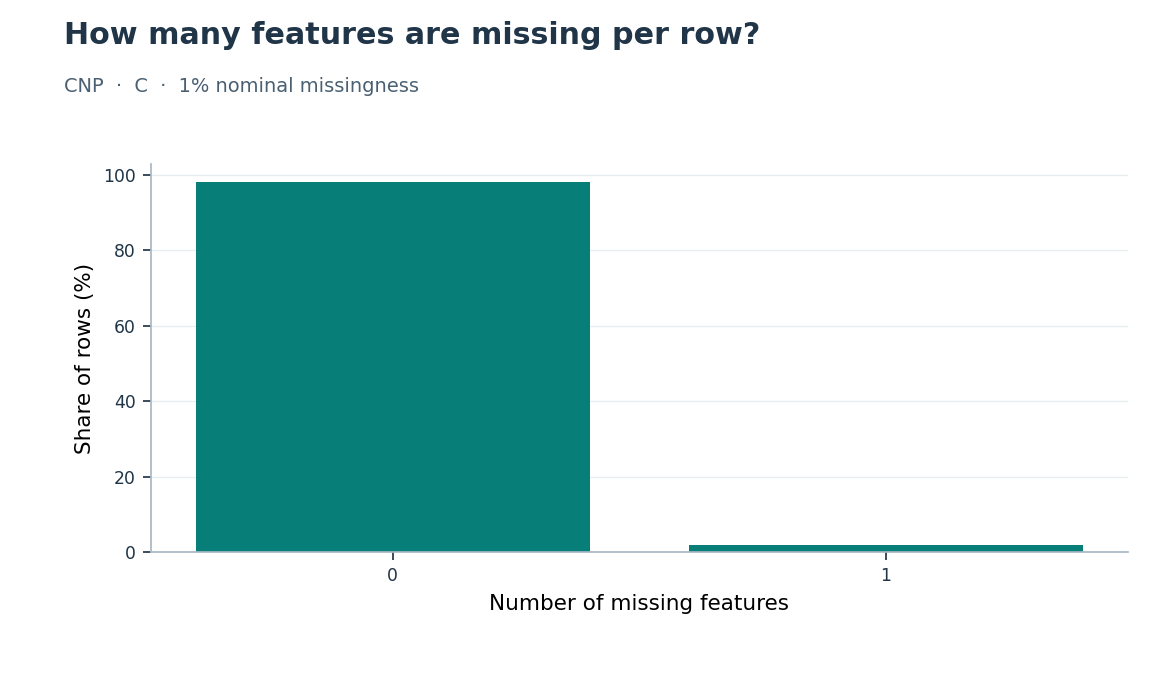 How many features are missing per row?
CNP · C · 1% nominal missingness
100
80
60
40
20
0
Share of rows (%)
0 1
Number of missing features